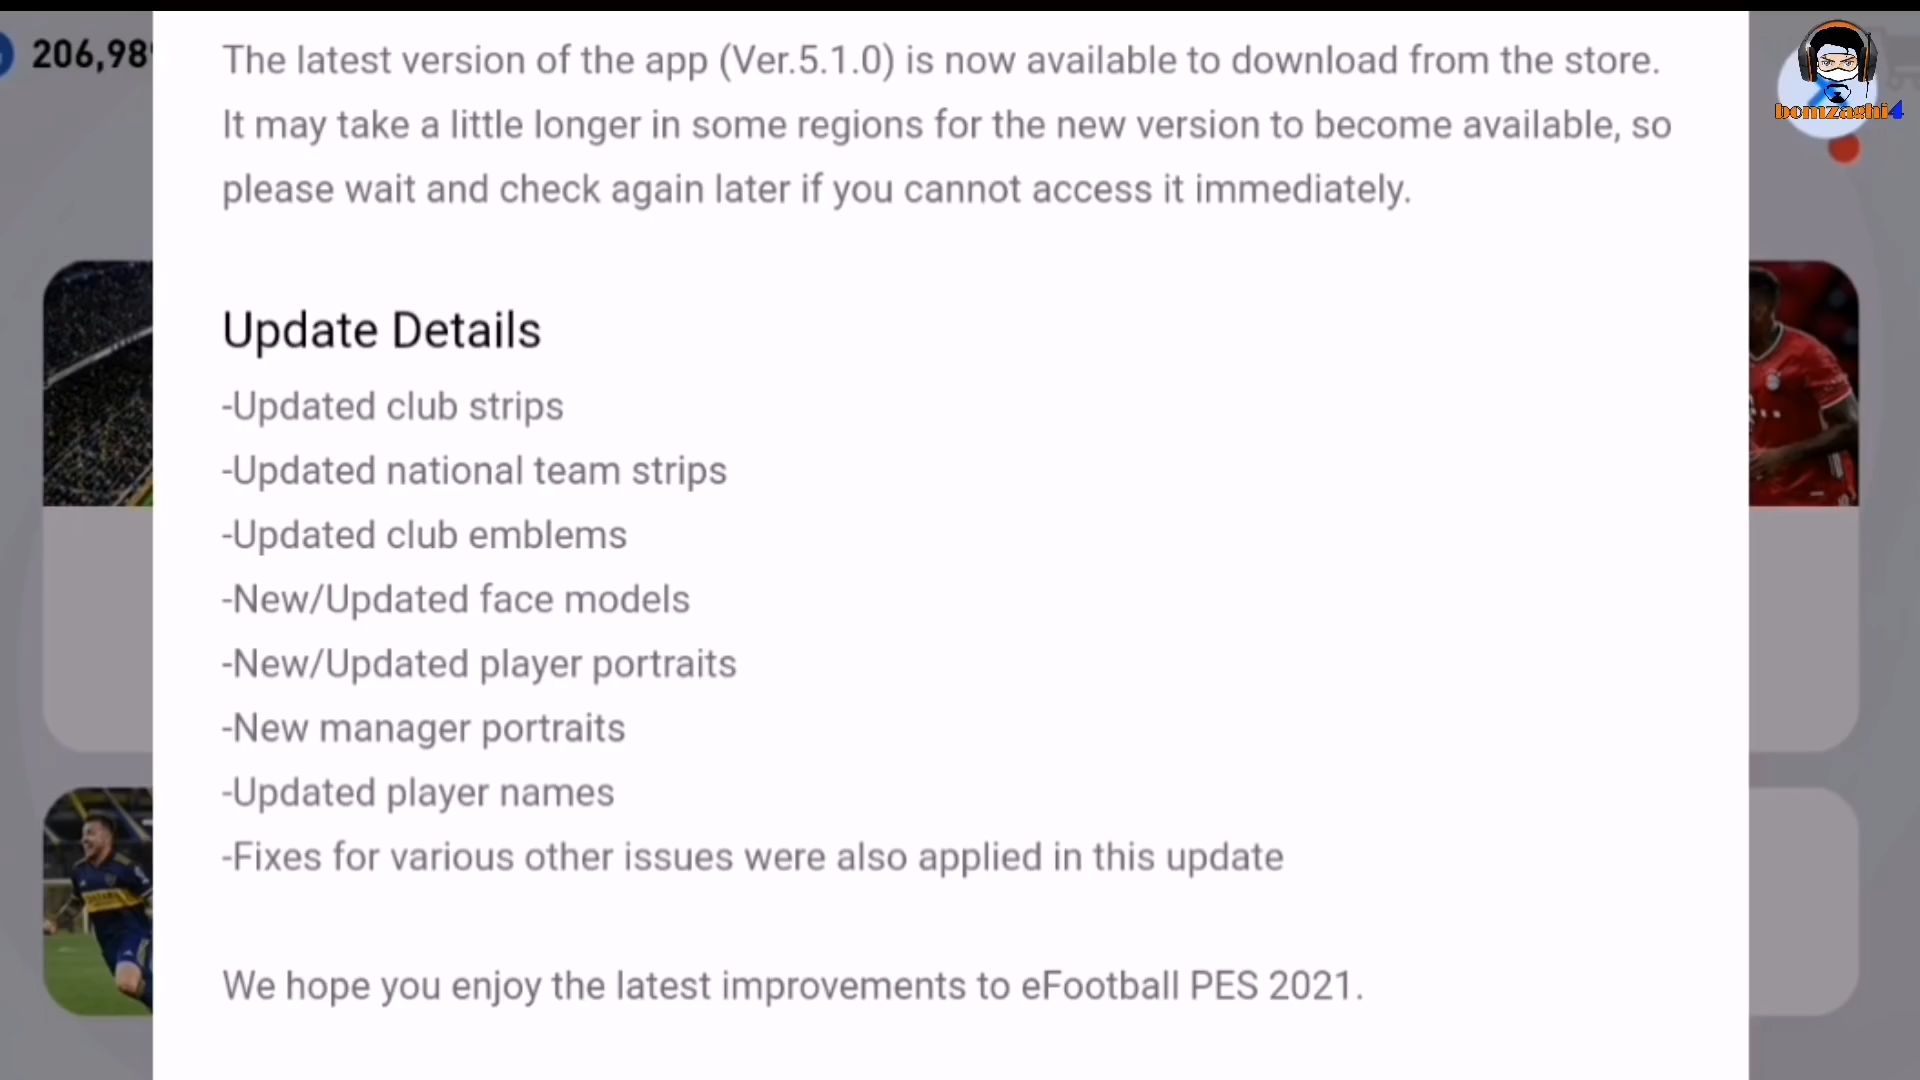 206,98
The latest version of the app (Ver.5.1.0) is now available to download from the store.
It may take a little longer in some regions for the new version to become available, so
please wait and check again later if you cannot access it immediately.
bomzaghi4
Update Details
-Updated club strips
-Updated national team strips
-Updated club emblems
-New/Updated face models
-New/Updated player portraits
-New manager portraits
-Updated player names
-Fixes for various other issues were also applied in this update
We hope you enjoy the latest improvements to eFootball PES 2021.